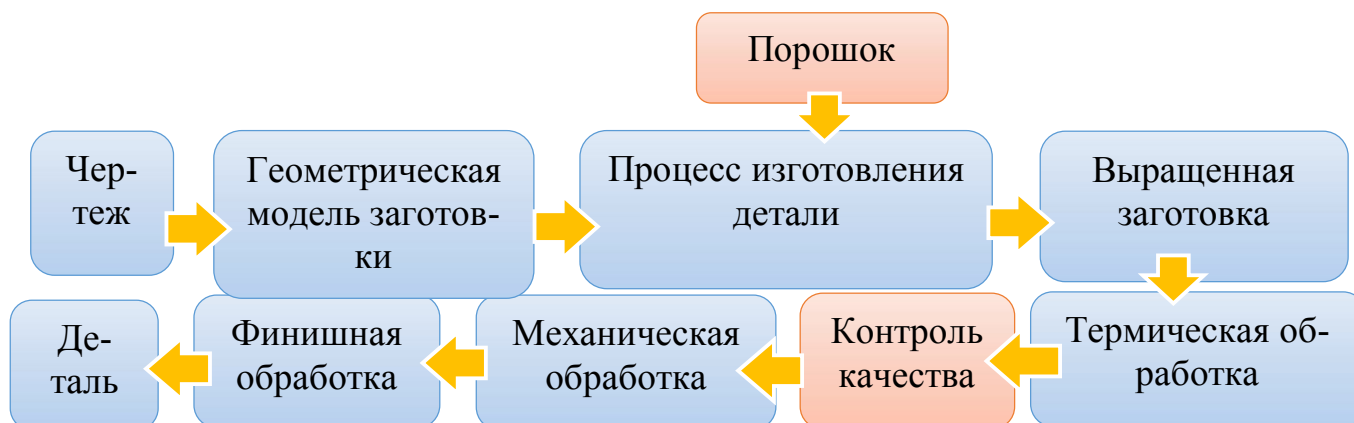 Порошок
Чер-
теж
Геометрическая
модель заготов-
ки
Процесс изготовления
детали
Выращенная
заготовка
Термическая об-
работка
Контроль
качества
Механическая
обработка
Финишная
обработка
Де-
таль